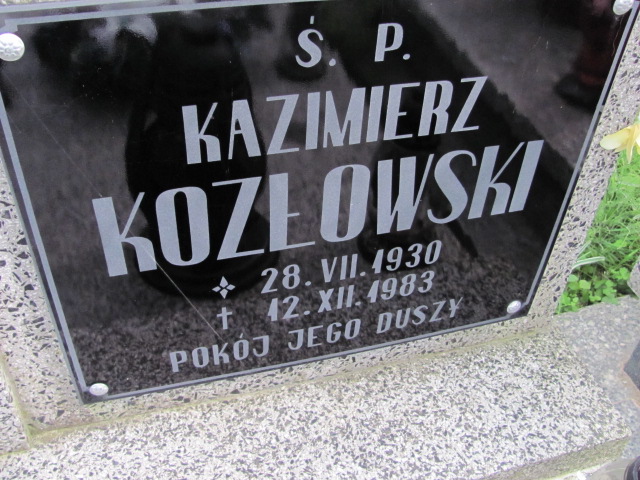 Ś. P.
KAZIMIERZ
KOZŁOWSKI
✧ 28. VII. 1930
† 12. XII. 1983
POKÓJ JEGO DUSZY